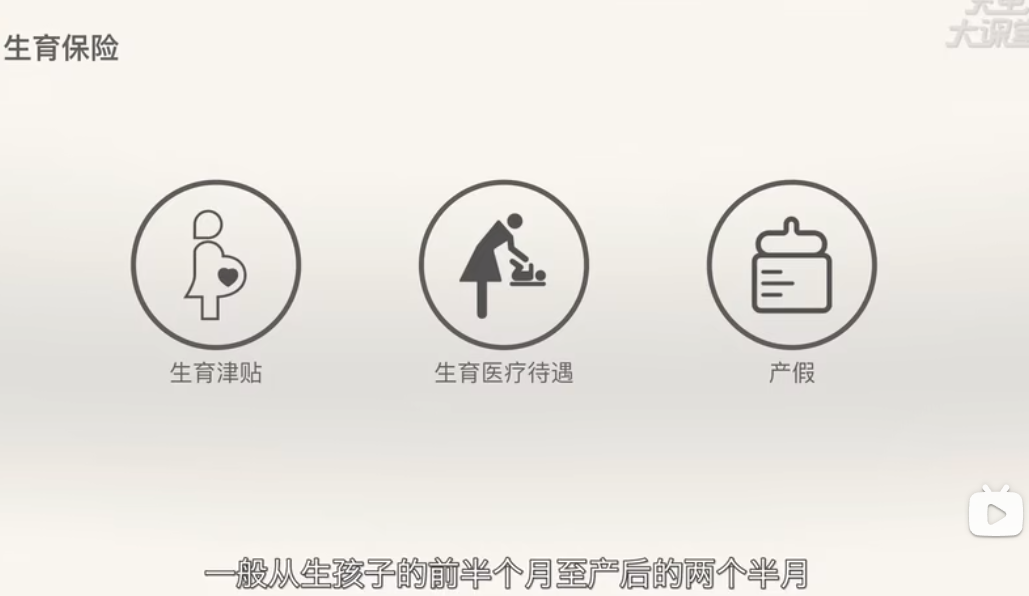 生育保险
大课堂
生育津贴
生育医疗待遇
产假
一般从生孩子的前半个月至产后的两个半月